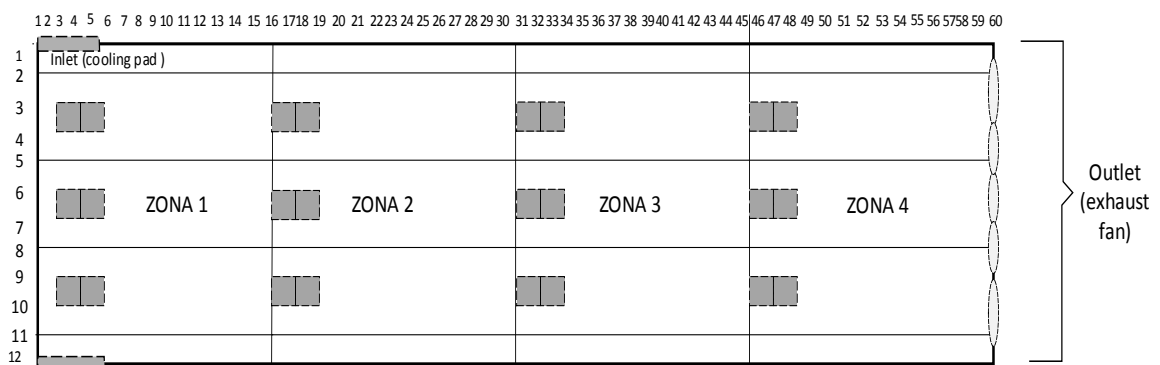 1 2 3 4 5 6 7 8 9 10 11 12 13 14 15 16 17 18 19 20 21 22 23 24 25 26 27 28 29 30 31 32 33 34 35 36 37 38 39 40 41 42 43 44 45 46 47 48 49 50 51 52 53 54 55 56 57 58 59 60
1
Inlet (cooling pad )
2
3
4
5
6
ZONA 1 ZONA 2 ZONA 3 ZONA 4
7
8
9
10
11
12
Outlet
(exhaust
fan)